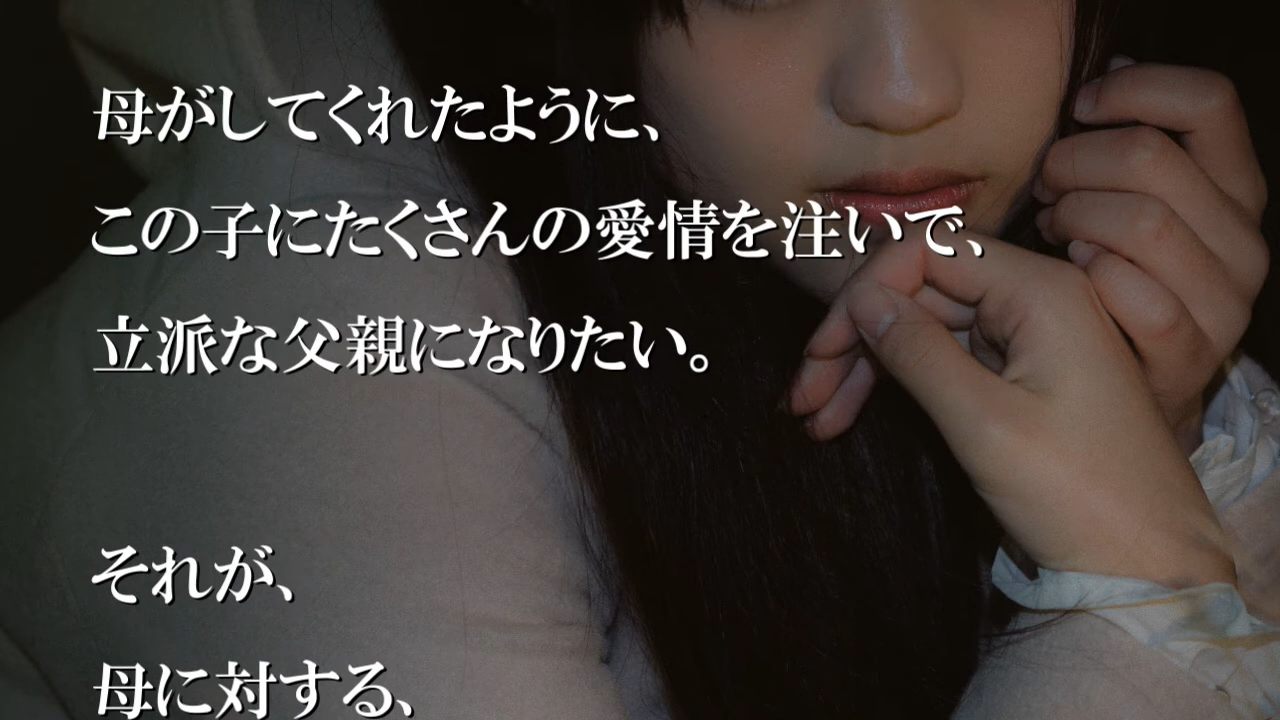 母がしてくれたように、
この子にたくさんの愛情を注いで、
立派な父親になりたい。
それが、
母に対する、